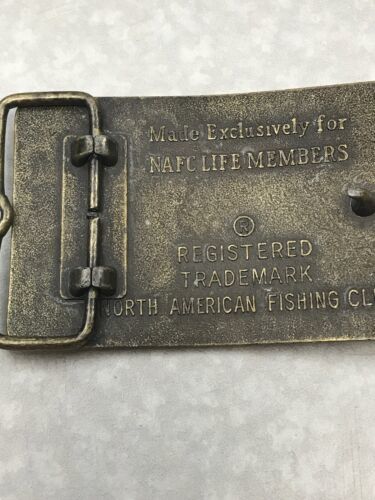 Made Exclusively for
NAFC LIFE MEMBERS
®
REGISTERED
TRADEMARK
NORTH AMERICAN FISHING CL